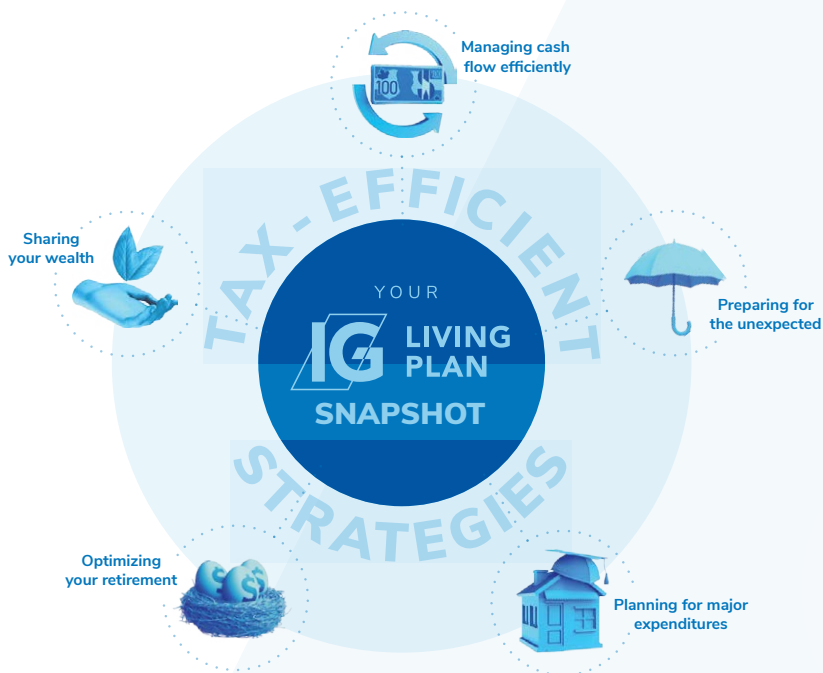 Managing cash
flow efficiently
100
TAX-EFFICIENT
Sharing
your wealth
Preparing for
the unexpected
YOUR
IG LIVING
PLAN
SNAPSHOT
STRATEGIES
Optimizing
your retirement
$ $ $
Planning for major
expenditures